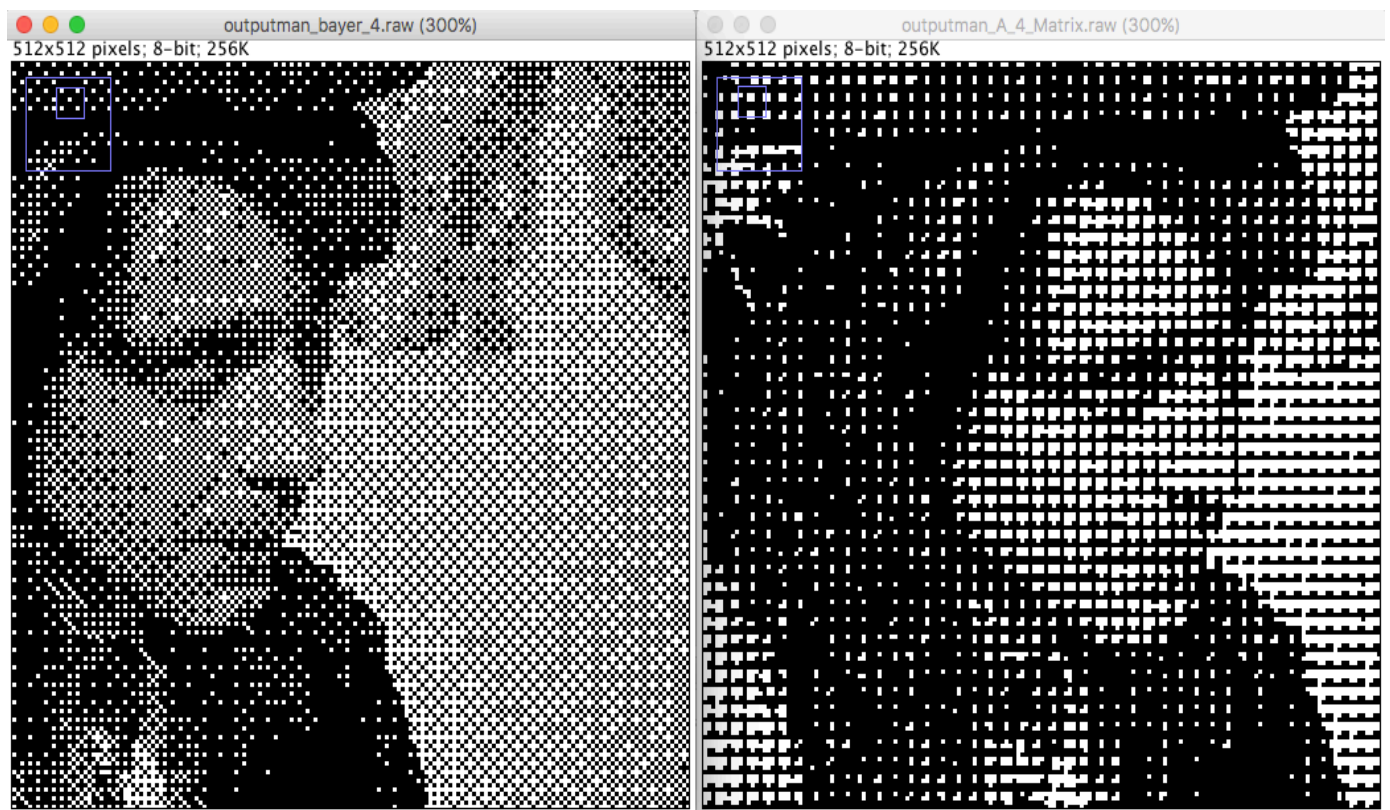 outputman_bayer_4.raw (300%)
512x512 pixels; 8-bit; 256K
outputman_A_4_Matrix.raw (300%)
512x512 pixels; 8-bit; 256K